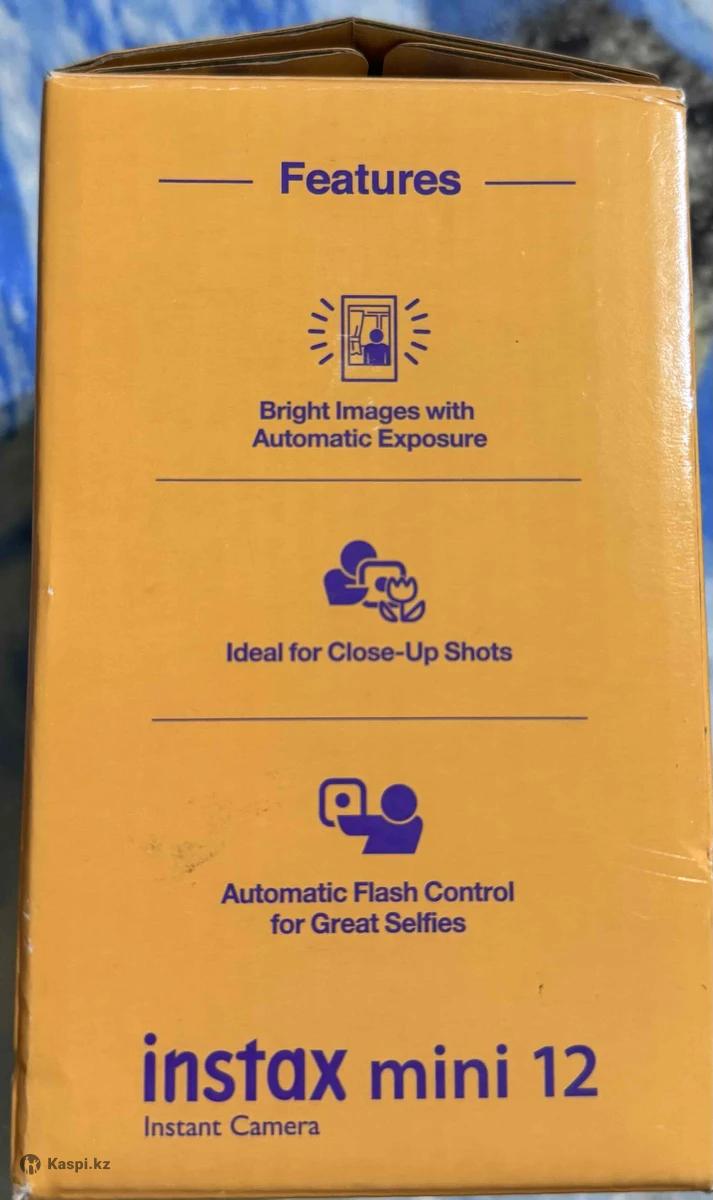 Features
Bright Images with
Automatic Exposure
Ideal for Close-Up Shots
Automatic Flash Control
for Great Selfies
instax mini 12
Instant Camera
Kaspi.kz